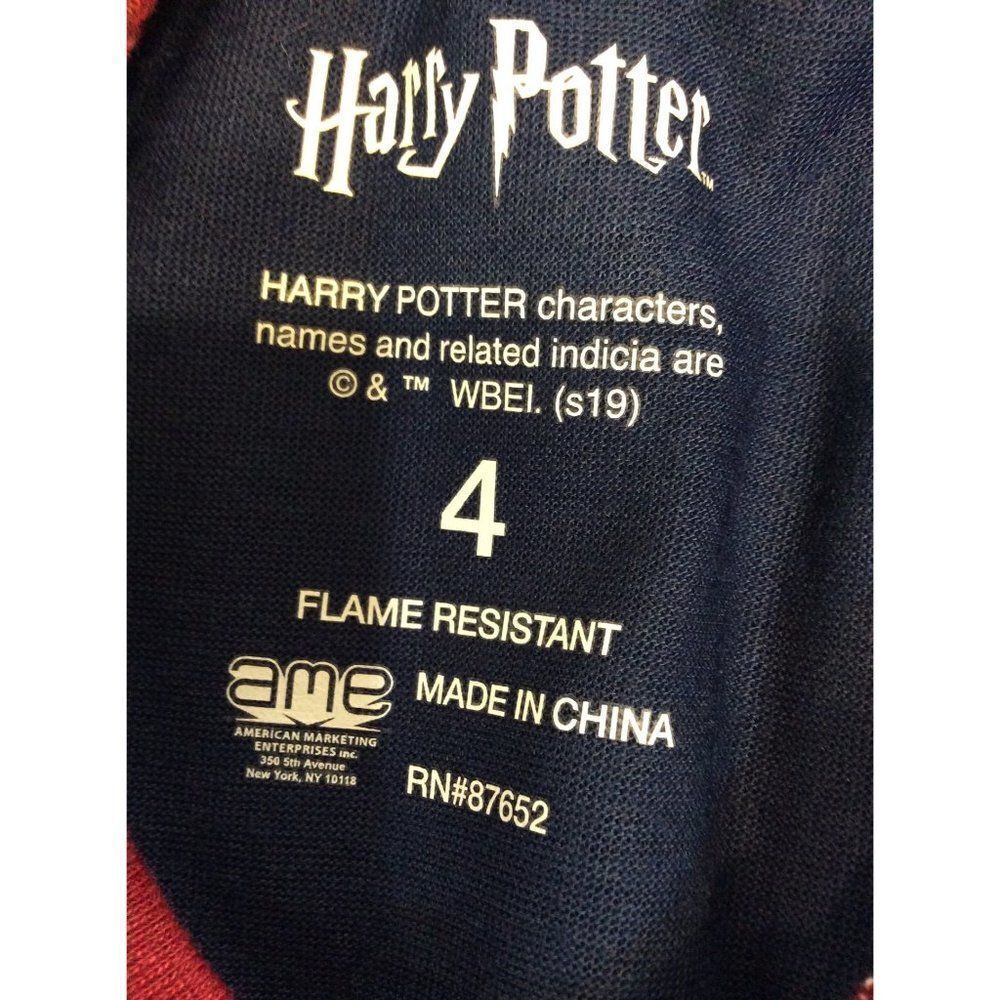 Harry Potter™
HARRY POTTER characters,
names and related indicia are
© & ™ WBEI. (s19)
4
FLAME RESISTANT
ame
AMERICAN MARKETING
ENTERPRISES inc.
350 5th Avenue
New York, NY 10118
MADE IN CHINA
RN#87652